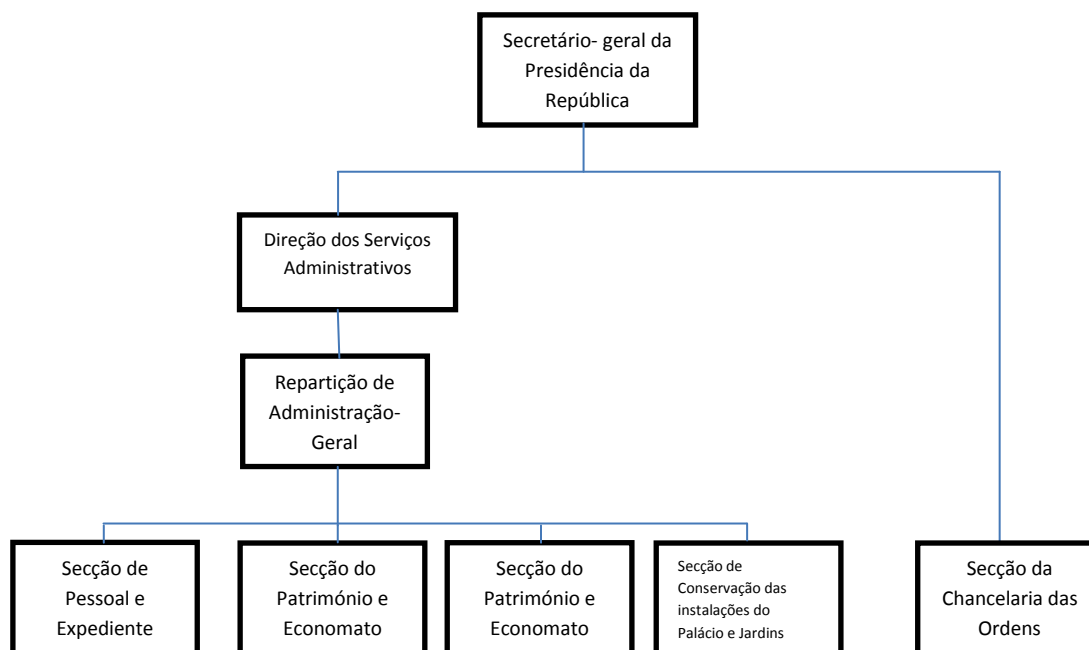 Secretário- geral da
Presidência da
República
Direção dos Serviços
Administrativos
Repartição de
Administração-
Geral
Secção de
Pessoal e
Expediente
Secção do
Património e
Economato
Secção do
Património e
Economato
Secção de
Conservação das
instalações do
Palácio e Jardins
Secção da
Chancelaria das
Ordens